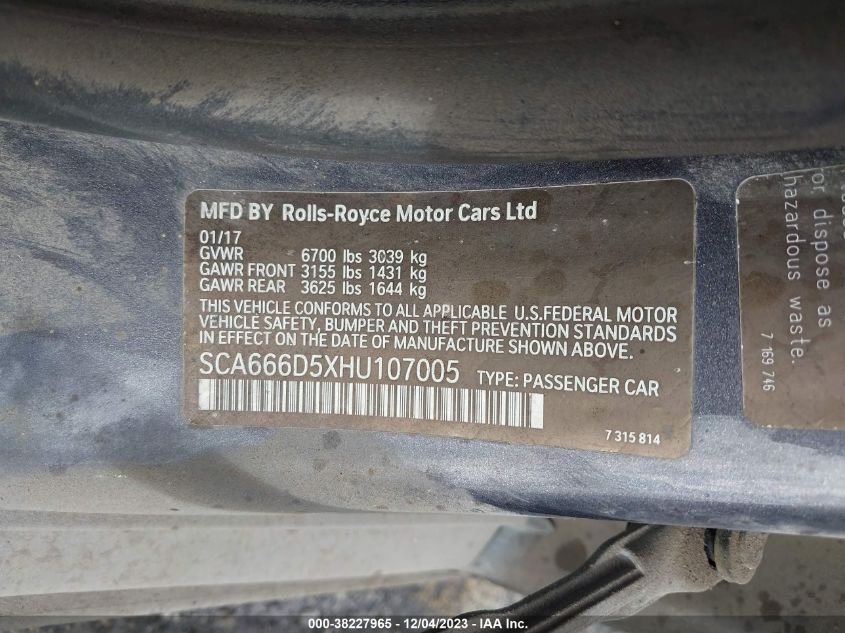 MFD BY Rolls-Royce Motor Cars Ltd
01/17
GVWR 6700 lbs 3039 kg
GAWR FRONT 3155 lbs 1431 kg
GAWR REAR 3625 lbs 1644 kg
THIS VEHICLE CONFORMS TO ALL APPLICABLE U.S.FEDERAL MOTOR
VEHICLE SAFETY, BUMPER AND THEFT PREVENTION STANDARDS
IN EFFECT ON THE DATE OF MANUFACTURE SHOWN ABOVE.
SCA666D5XHU107005 TYPE: PASSENGER CAR
7 315 814
dispose as
hazardous waste.
7 169 746
000-38227965 - 12/04/2023 - IAA Inc.